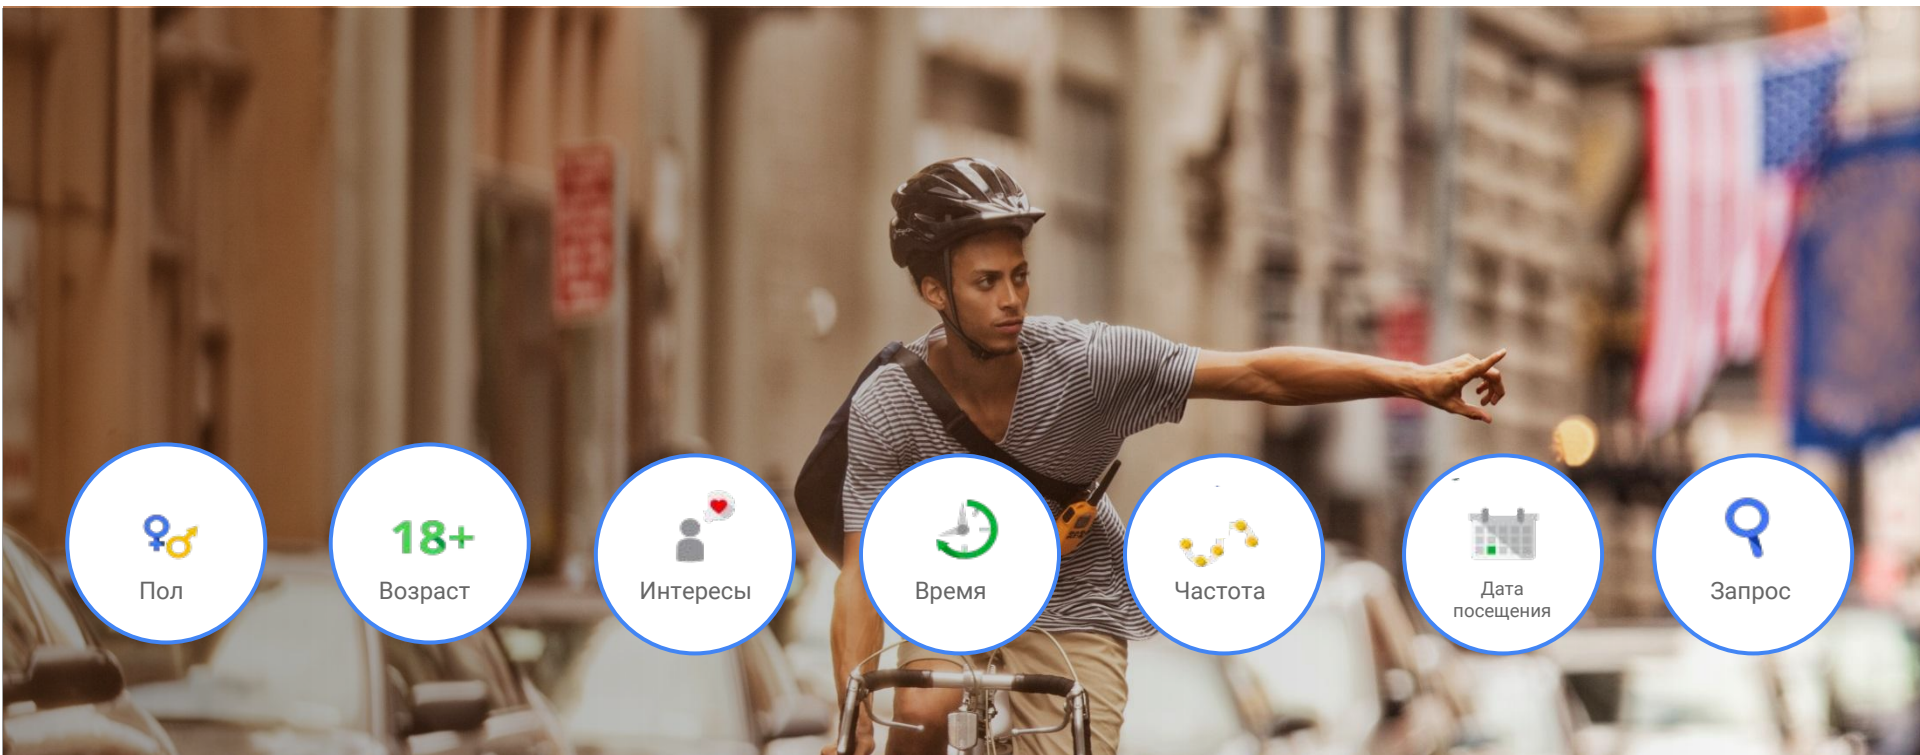 18+
Пол
Возраст
Интересы
Время
Частота
Дата
посещения
Запрос